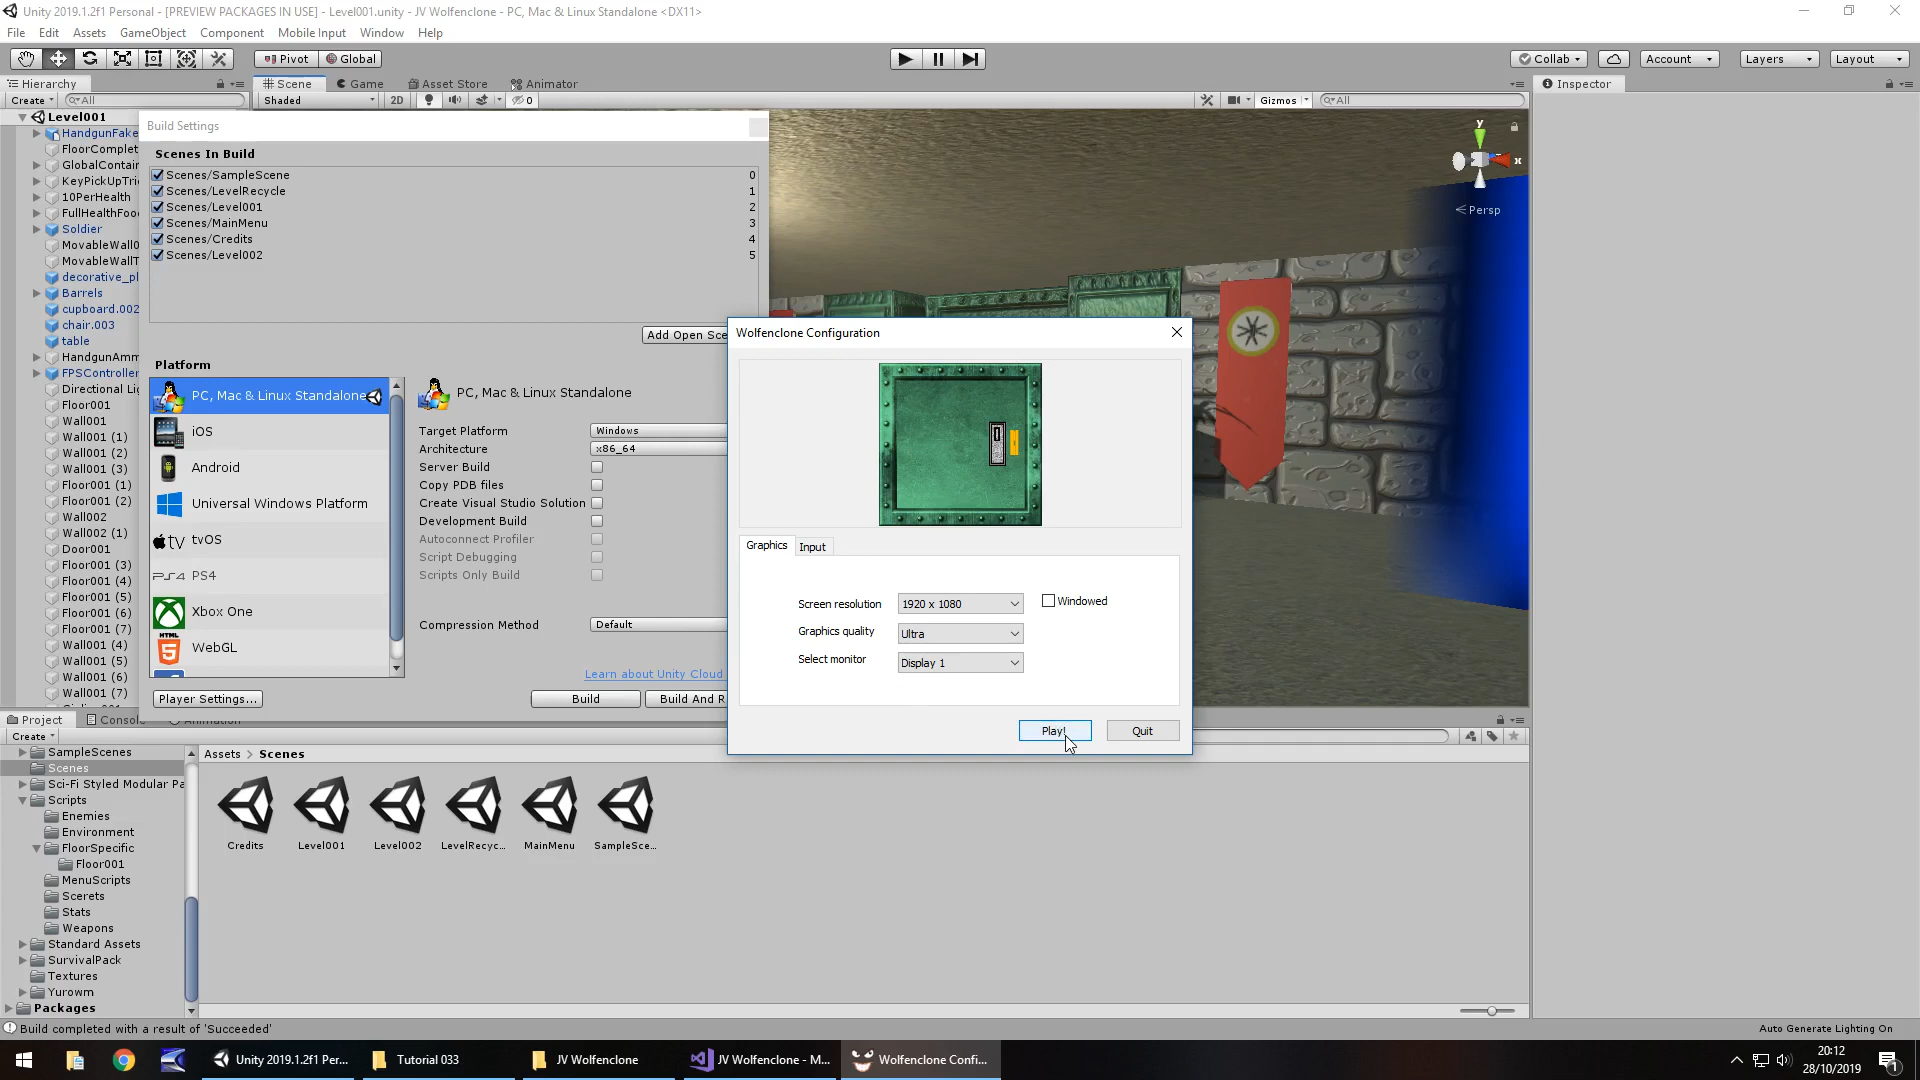 Unity 2019.1.2f1 Personal - [PREVIEW PACKAGES IN USE] - Level001.unity - JV Wolfenclone - PC, Mac & Linux Standalone <DX11>
File Edit Assets GameObject Component Mobile Input Window Help
Pivot Global Collab Account Layers Layout
Hierarchy Scene Game Asset Store Animator Inspector
Create All Shaded 2D 0 Gizmos All
Level001
HandgunFake
FloorComplet
GlobalContain
KeyPickUpTri
10PerHealth
FullHealthFoo
Soldier
MovableWall0
MovableWallT
decorative_pl
Barrels
cupboard.002
chair.003
table
HandgunAmm
FPSController
Directional Lig
Floor001
Wall001
Wall001 (1)
Wall001 (2)
Wall001 (3)
Floor001 (1)
Floor001 (2)
Wall002
Wall002 (1)
Door001
Floor001 (3)
Floor001 (4)
Floor001 (5)
Floor001 (6)
Floor001 (7)
Wall001 (4)
Wall001 (5)
Wall001 (6)
Wall001 (7)
Build Settings
Scenes In Build
Scenes/SampleScene 0
Scenes/LevelRecycle 1
Scenes/Level001 2
Scenes/MainMenu 3
Scenes/Credits 4
Scenes/Level002 5
Add Open Sce
Platform
PC, Mac & Linux Standalone
iOS
Android
Universal Windows Platform
tvOS
tv
PS4
Xbox One
HTML
WebGL
PC, Mac & Linux Standalone
Target Platform Windows
Architecture x86_64
Server Build
Copy PDB files
Create Visual Studio Solution
Development Build
Autoconnect Profiler
Script Debugging
Scripts Only Build
Compression Method Default
Learn about Unity Cloud
Player Settings... Build Build And R
y
x
Persp
Wolfenclone Configuration
Graphics Input
Screen resolution 1920 x 1080 Windowed
Graphics quality Ultra
Select monitor Display 1
Play! Quit
Project Console Animation
Create
SampleScenes
Scenes
Sci-Fi Styled Modular Pa
Scripts
Enemies
Environment
FloorSpecific
Floor001
MenuScripts
Scerets
Stats
Weapons
Standard Assets
SurvivalPack
Textures
Yurowm
Packages
Assets > Scenes
Credits Level001 Level002 LevelRecyc... MainMenu SampleSce...
Build completed with a result of 'Succeeded'
Auto Generate Lighting On
Unity 2019.1.2f1 Per... Tutorial 033 JV Wolfenclone JV Wolfenclone - M... Wolfenclone Confi...
20:12
28/10/2019
1